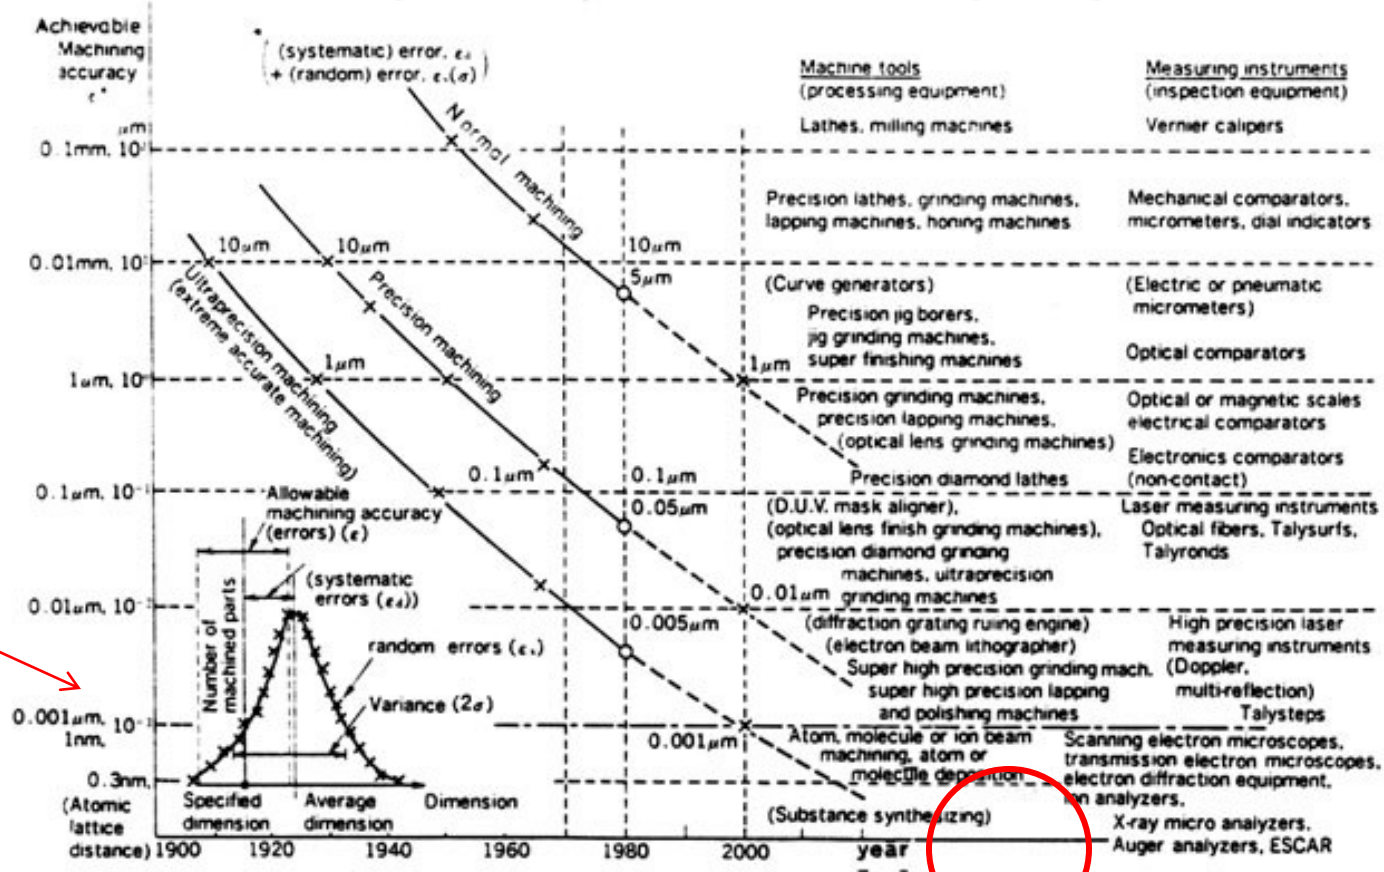 Achievable
Machining
accuracy
ε*
μm
(systematic) error, εd
+ (random) error, εr(σ)
Machine tools
(processing equipment)
Lathes, milling machines
Measuring instruments
(inspection equipment)
Vernier calipers
0.1mm, 10²
Normal machining
Precision lathes, grinding machines,
lapping machines, honing machines
Mechanical comparators,
micrometers, dial indicators
0.01mm, 10¹
10μm
10μm
10μm
5μm
Ultraprecision machining
(extreme accurate machining)
Precision machining
(Curve generators)
Precision jig borers,
jig grinding machines,
super finishing machines
(Electric or pneumatic
micrometers)
Optical comparators
1μm, 10⁰
1μm
1μm
Precision grinding machines,
precision lapping machines,
(optical lens grinding machines)
Precision diamond lathes
Optical or magnetic scales
electrical comparators
Electronics comparators
(non-contact)
0.1μm, 10⁻¹
0.1μm
0.1μm
0.05μm
(D.U.V. mask aligner),
(optical lens finish grinding machines),
precision diamond grinding
machines, ultraprecision
grinding machines
Laser measuring instruments
Optical fibers, Talysurfs,
Talyronds
Allowable
machining accuracy
(errors) (ε)
(systematic
errors (εd))
Number of
machined parts
random errors (εr)
Variance (2σ)
0.01μm, 10⁻²
0.01μm
0.005μm
(diffraction grating ruling engine)
(electron beam lithographer)
Super high precision grinding mach.
super high precision lapping
and polishing machines
High precision laser
measuring instruments
(Doppler,
multi-reflection)
Talysteps
0.001μm, 10⁻³
1nm,
0.001μm
Atom, molecule or ion beam
machining, atom or
molecule deposition
Scanning electron microscopes,
transmission electron microscopes,
electron diffraction equipment,
ion analyzers,
0.3nm,
(Atomic
lattice
distance)
Specified
dimension
Average
dimension
Dimension
(Substance synthesizing)
X-ray micro analyzers,
Auger analyzers, ESCAR
1900
1920
1940
1960
1980
2000
year